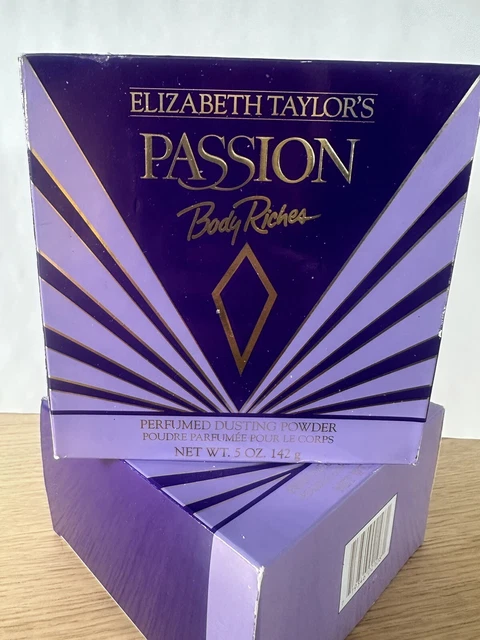 ELIZABETH TAYLOR'S
PASSION
Body Riches
PERFUMED DUSTING POWDER
POUDRE PARFUMÉE POUR LE CORPS
NET WT. 5 OZ. 142 g